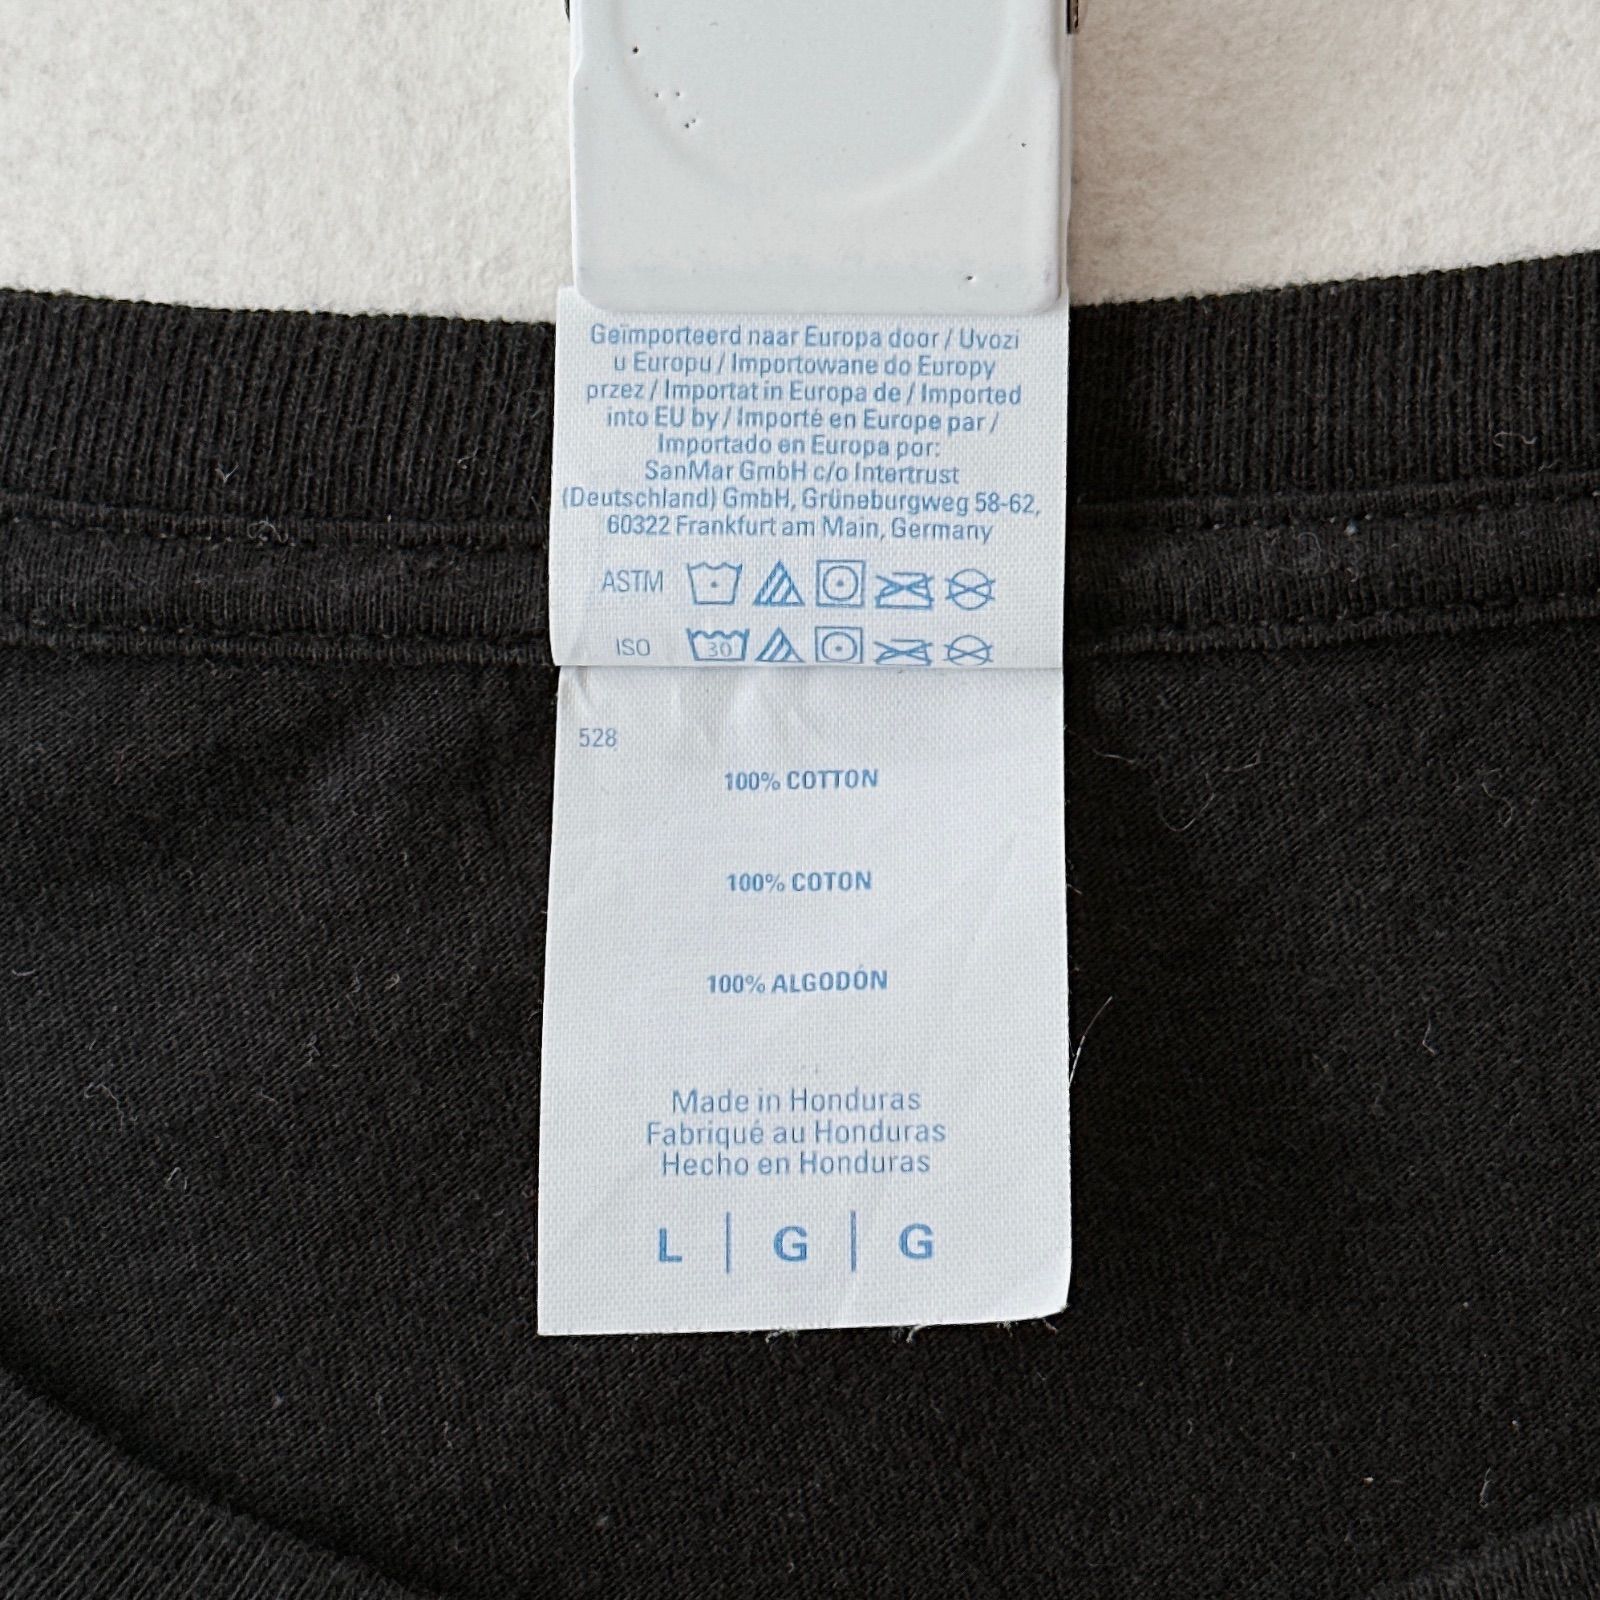 Geïmporteerd naar Europa door / Uvozi
u Europu / Importowane do Europy
przez / Importat in Europa de / Imported
into EU by / Importé en Europe par /
Importado en Europa por:
SanMar GmbH c/o Intertrust
(Deutschland) GmbH, Grüneburgweg 58-62,
60322 Frankfurt am Main, Germany
ASTM
ISO 30
528
100% COTTON
100% COTON
100% ALGODÓN
Made in Honduras
Fabriqué au Honduras
Hecho en Honduras
L | G | G